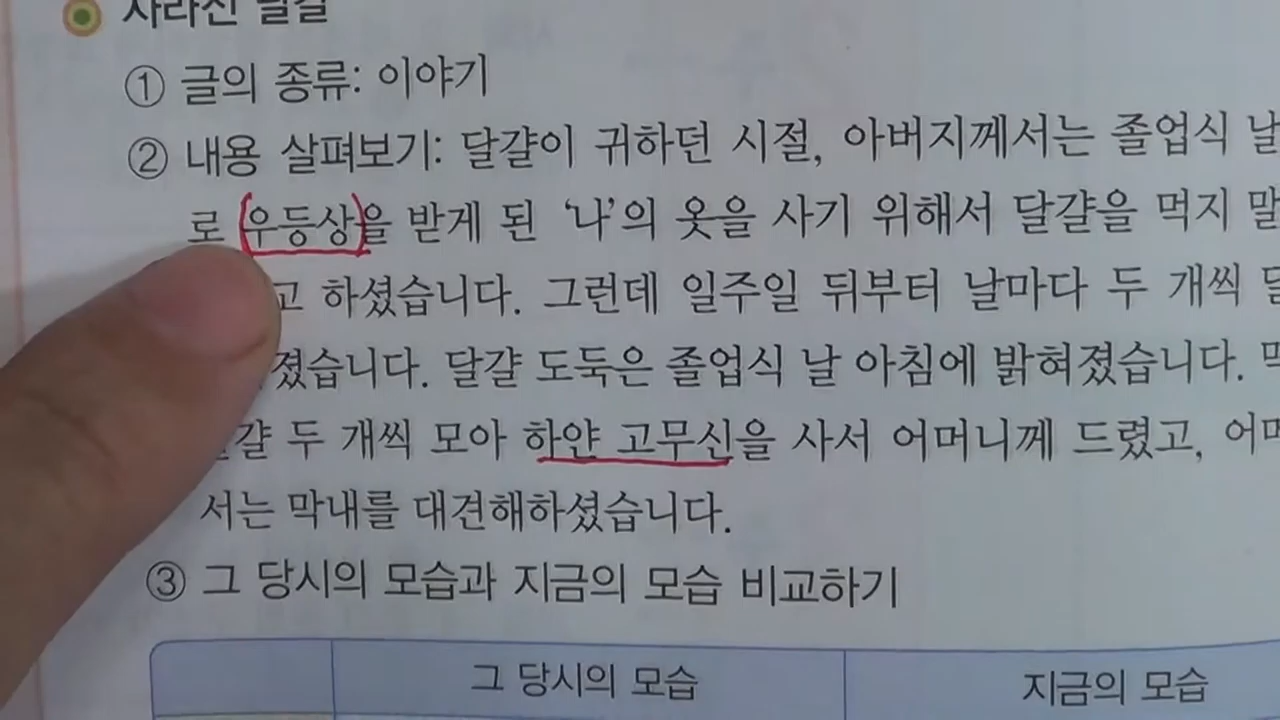 사라진 달걀
① 글의 종류: 이야기
② 내용 살펴보기: 달걀이 귀하던 시절, 아버지께서는 졸업식 날
로 우등상을 받게 된 ‘나’의 옷을 사기 위해서 달걀을 먹지 말
고 하셨습니다. 그런데 일주일 뒤부터 날마다 두 개씩
졌습니다. 달걀 도둑은 졸업식 날 아침에 밝혀졌습니다.
걀 두 개씩 모아 하얀 고무신을 사서 어머니께 드렸고,
서는 막내를 대견해하셨습니다.
③ 그 당시의 모습과 지금의 모습 비교하기
그 당시의 모습
지금의 모습